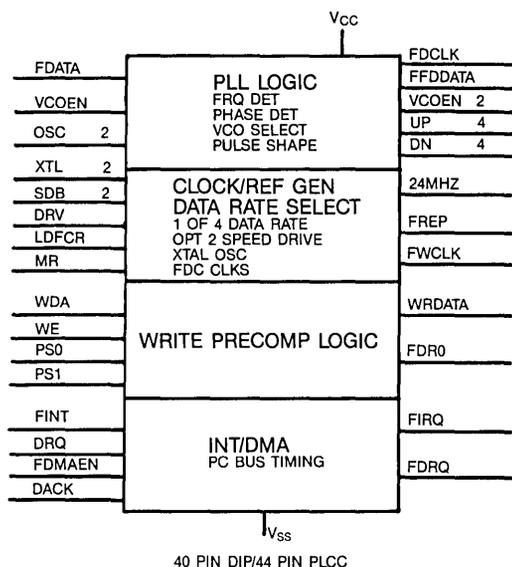 VCC
FDATA
VCOEN
OSC 2
XTL 2
SDB 2
DRV
LDFCR
MR
WDA
WE
PS0
PS1
FINT
DRQ
FDMAEN
DACK
PLL LOGIC
FRQ DET
PHASE DET
VCO SELECT
PULSE SHAPE
CLOCK/REF GEN
DATA RATE SELECT
1 OF 4 DATA RATE
OPT 2 SPEED DRIVE
XTAL OSC
FDC CLKS
WRITE PRECOMP LOGIC
INT/DMA
PC BUS TIMING
FDCLK
FFDDATA
VCOEN 2
UP 4
DN 4
24MHZ
FREP
FWCLK
WRDATA
FDR0
FIRQ
FDRQ
VSS
40 PIN DIP/44 PIN PLCC